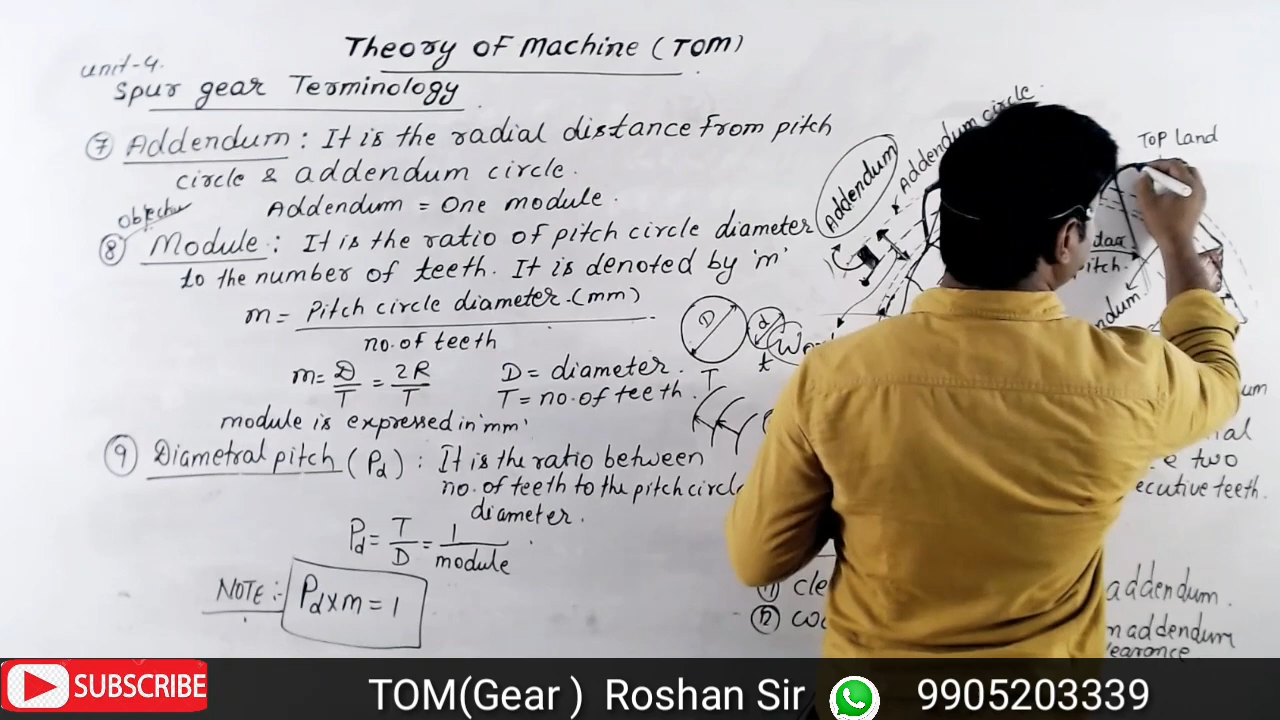 Theory of Machine (TOM)
unit-4.
Spur gear Terminology
⑦ Addendum : It is the radial distance from pitch
circle & addendum circle.
Addendum = One module.
⑧ Module : It is the ratio of pitch circle diameter
to the number of teeth. It is denoted by 'm'
m = Pitch circle diameter (mm)
no. of teeth
m = D/T = 2R/T
D = diameter.
T = no. of teeth.
module is expressed in 'mm'
⑨ Diametral pitch (Pd) : It is the ratio between
no. of teeth to the pitch circle
diameter.
Pd = T/D = 1/module
NOTE :- Pd x m = 1
D
d
T
t
Addendum
Addendum circle
Top Land
pitch.
two
teeth.
⑪
⑫
addendum.
addendum
SUBSCRIBE
TOM(Gear ) Roshan Sir 9905203339